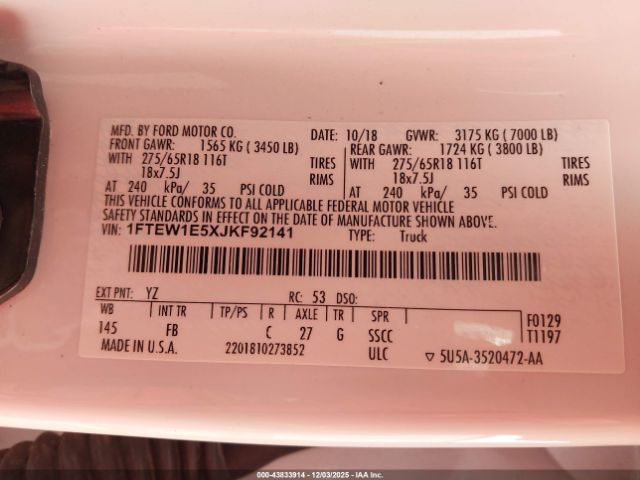 MFD. BY FORD MOTOR CO. DATE: 10/18 GVWR: 3175 KG ( 7000 LB)
FRONT GAWR: 1565 KG ( 3450 LB) REAR GAWR: 1724 KG ( 3800 LB)
WITH 275/65R18 116T TIRES WITH 275/65R18 116T TIRES
18x7.5J RIMS 18x7.5J RIMS
AT 240 kPa/ 35 PSI COLD AT 240 kPa/ 35 PSI COLD
THIS VEHICLE CONFORMS TO ALL APPLICABLE FEDERAL MOTOR VEHICLE
SAFETY STANDARDS IN EFFECT ON THE DATE OF MANUFACTURE SHOWN ABOVE.
VIN: 1FTEW1E5XJKF92141 TYPE: Truck
EXT PNT: YZ RC: 53 DSO:
WB INT TR TP/PS R AXLE TR SPR F0129
145 FB C 27 G SSCC T1197
MADE IN U.S.A. 2201810273852 ULC ▽ 5U5A-3520472-AA
000-43833914 - 12/03/2025 - IAA Inc.